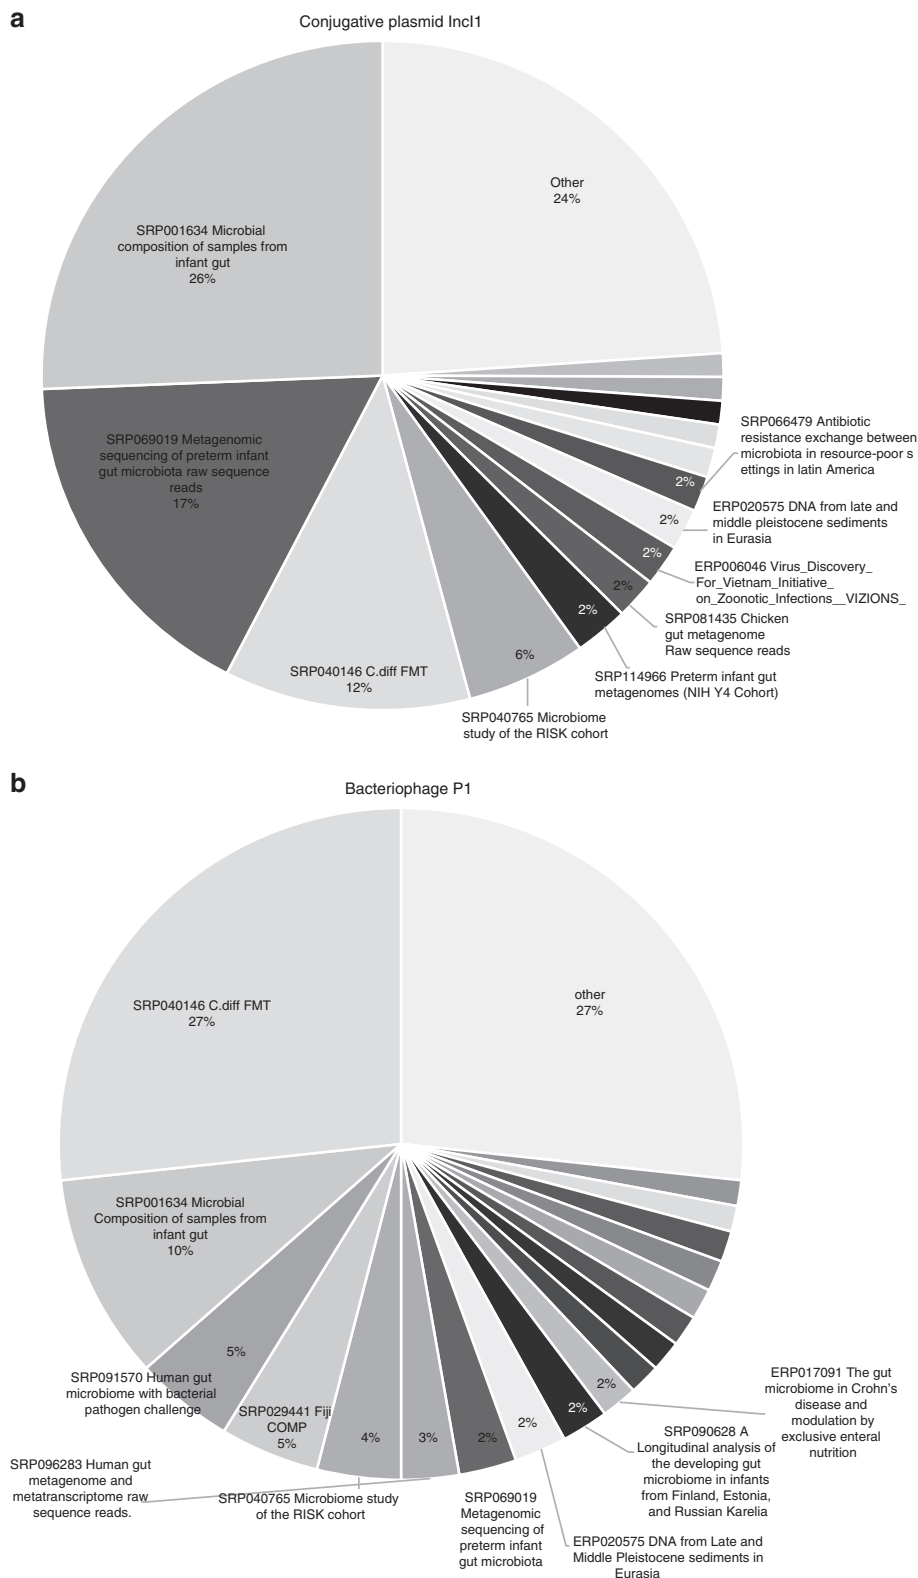 a
Conjugative plasmid IncI1
Other
24%
SRP001634 Microbial
composition of samples from
infant gut
26%
SRP069019 Metagenomic
sequencing of preterm infant
gut microbiota raw sequence
reads
17%
SRP040146 C.diff FMT
12%
6%
SRP040765 Microbiome
study of the RISK cohort
2%
SRP114966 Preterm infant gut
metagenomes (NIH Y4 Cohort)
2%
SRP081435 Chicken
gut metagenome
Raw sequence reads
2%
ERP006046 Virus_Discovery_
For_Vietnam_Initiative_
on_Zoonotic_Infections__VIZIONS_
2%
ERP020575 DNA from late and
middle pleistocene sediments
in Eurasia
2%
SRP066479 Antibiotic
resistance exchange between
microbiota in resource-poor s
ettings in latin America
b
Bacteriophage P1
other
27%
SRP040146 C.diff FMT
27%
SRP001634 Microbial
Composition of samples from
infant gut
10%
5%
SRP091570 Human gut
microbiome with bacterial
pathogen challenge
SRP029441 Fiji
COMP
5%
4%
SRP040765 Microbiome study
of the RISK cohort
3%
SRP096283 Human gut
metagenome and
metatranscriptome raw
sequence reads.
2%
SRP069019
Metagenomic
sequencing of
preterm infant
gut microbiota
2%
ERP020575 DNA from Late and
Middle Pleistocene sediments in
Eurasia
2%
SRP090628 A
Longitudinal analysis of
the developing gut
microbiome in infants
from Finland, Estonia,
and Russian Karelia
2%
ERP017091 The gut
microbiome in Crohn's
disease and
modulation by
exclusive enteral
nutrition